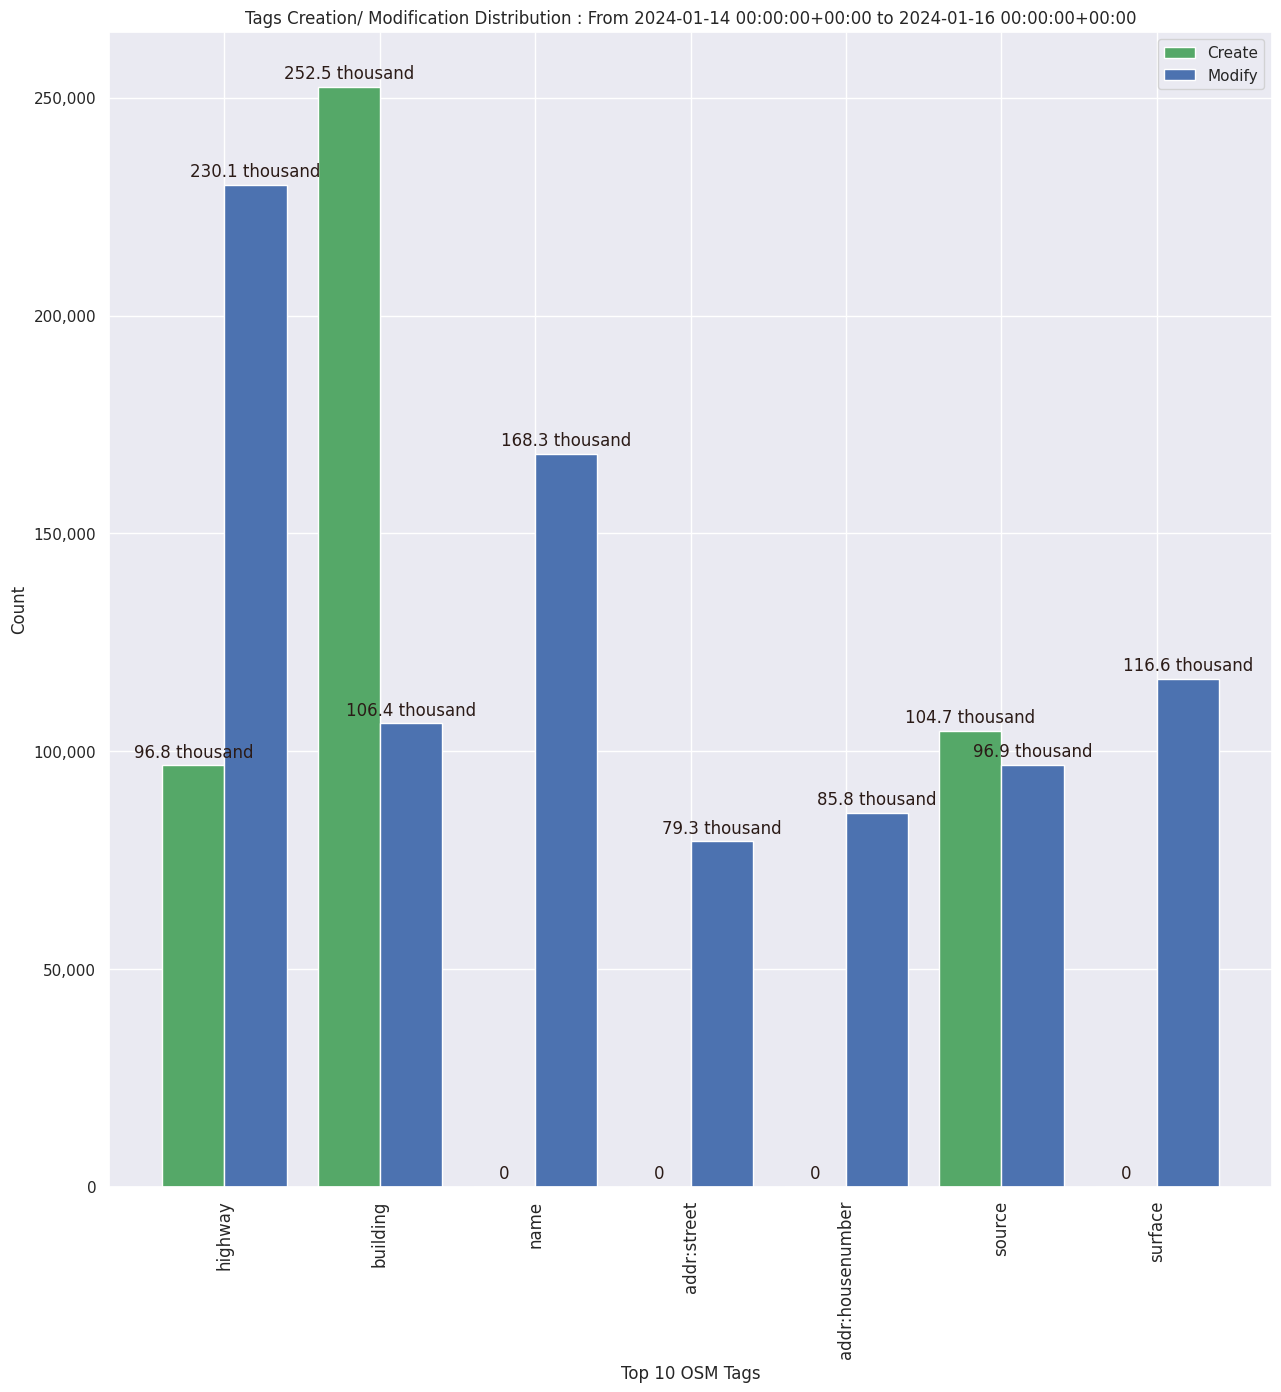 Tags Creation/ Modification Distribution : From 2024-01-14 00:00:00+00:00 to 2024-01-16 00:00:00+00:00
Create
Modify
252.5 thousand
250,000
230.1 thousand
200,000
168.3 thousand
150,000
Count
116.6 thousand
106.4 thousand
104.7 thousand
96.8 thousand
96.9 thousand
100,000
85.8 thousand
79.3 thousand
50,000
0
0
0
0
0
highway
building
name
addr:street
addr:housenumber
source
surface
Top 10 OSM Tags